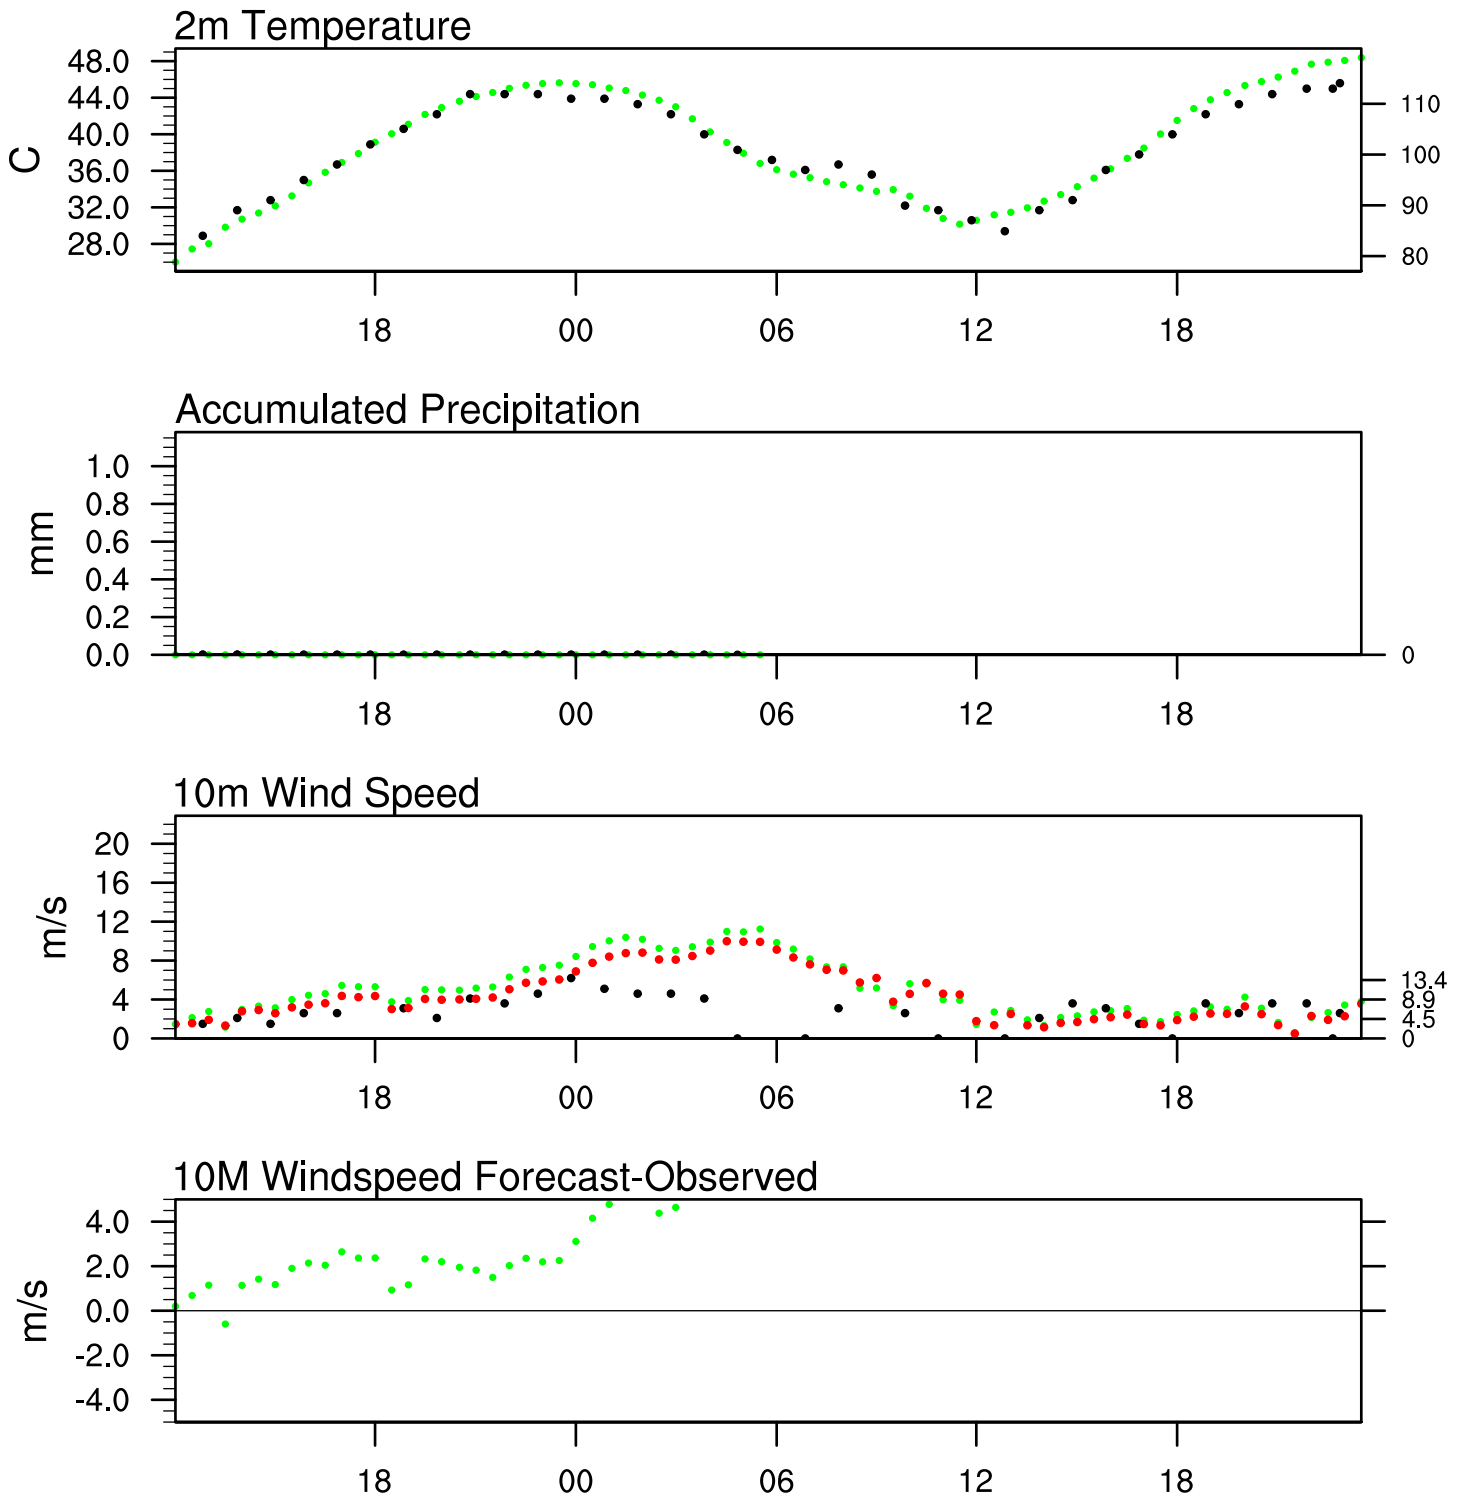 2m Temperature
48.0
44.0
110
40.0
C
100
36.0
32.0
90
28.0
80
18 00 06 12 18
Accumulated Precipitation
1.0
0.8
mm
0.6
0.4
0.2
0.0
0
18 00 06 12 18
10m Wind Speed
20
16
m/s
12
8
13.4
4
8.9
4.5
0
0
18 00 06 12 18
10M Windspeed Forecast-Observed
4.0
2.0
m/s
0.0
-2.0
-4.0
18 00 06 12 18